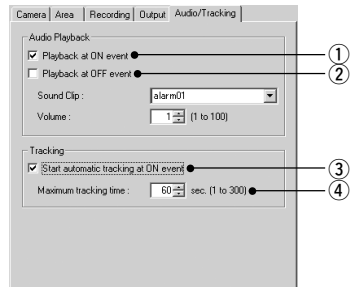 Camera Area Recording Output Audio/Tracking
Audio Playback
Playback at ON event ①
Playback at OFF event ②
Sound Clip : alarm01
Volume : 1 (1 to 100)
Tracking
Start automatic tracking at ON event ③
Maximum tracking time : 60 sec. (1 to 300) ④